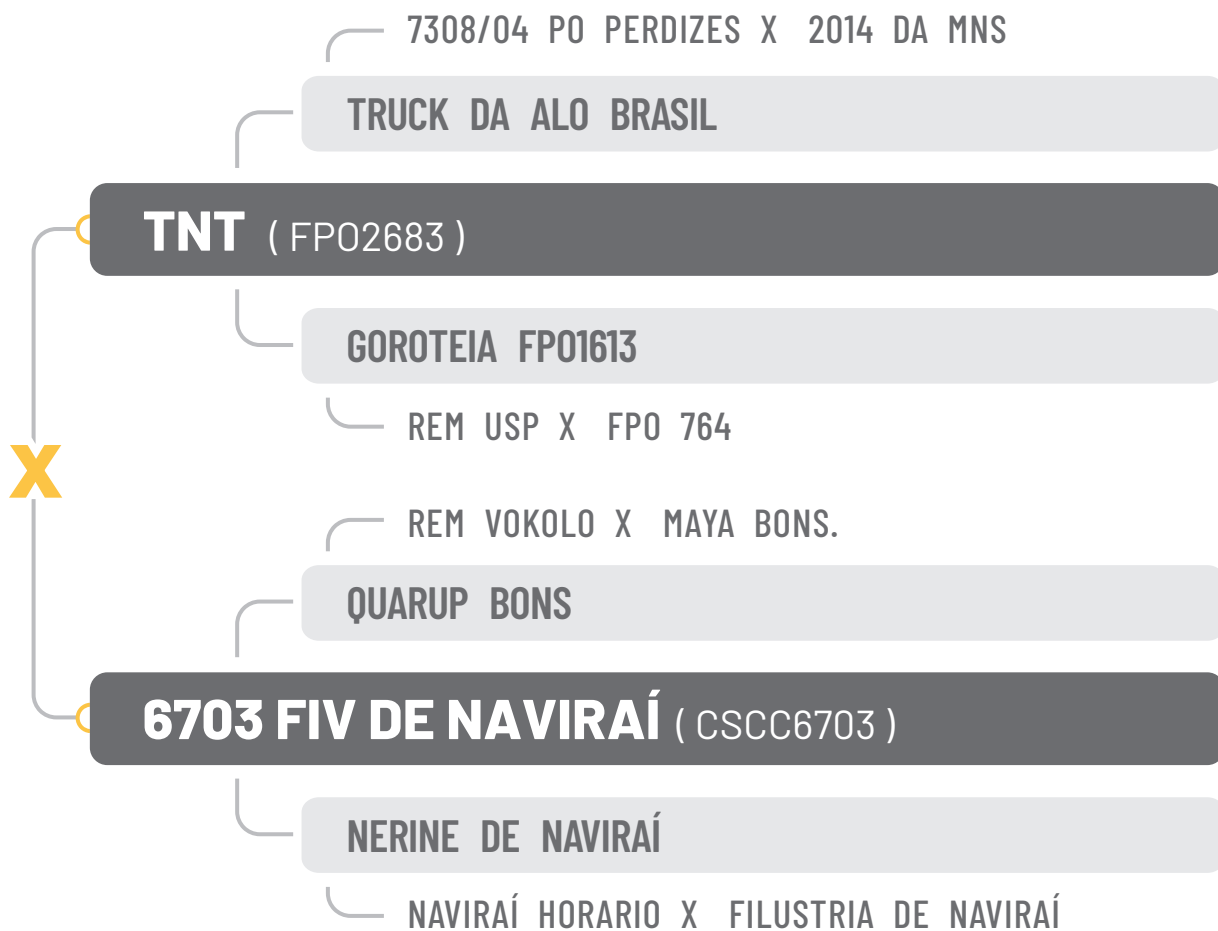 7308/04 PO PERDIZES X 2014 DA MNS
TRUCK DA ALO BRASIL
TNT ( FPO2683 )
GOROTEIA FPO1613
REM USP X FPO 764
X
REM VOKOLO X MAYA BONS.
QUARUP BONS
6703 FIV DE NAVIRAÍ ( CSCC6703 )
NERINE DE NAVIRAÍ
NAVIRAÍ HORARIO X FILUSTRIA DE NAVIRAÍ